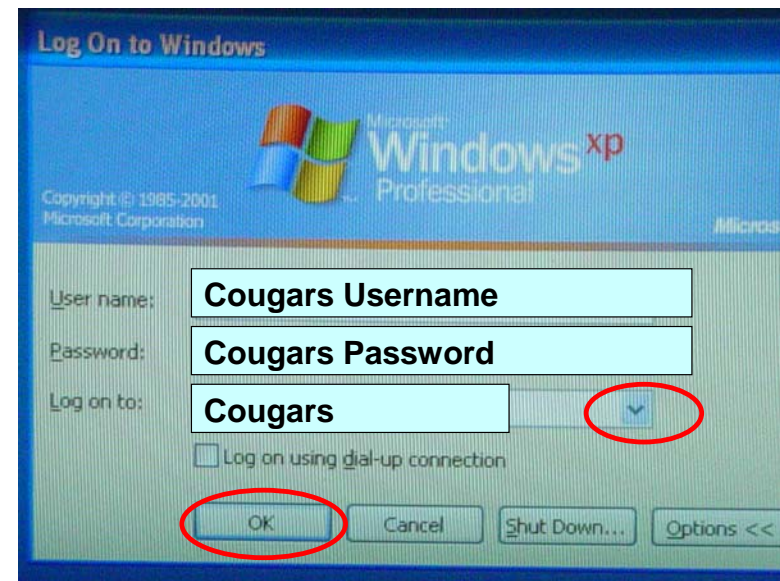 Log On to Windows
Microsoft
Windows xp
Professional
Copyright © 1985-2001
Microsoft Corporation
Micros
User name: Cougars Username
Password: Cougars Password
Log on to: Cougars
Log on using dial-up connection
OK Cancel Shut Down... Options <<